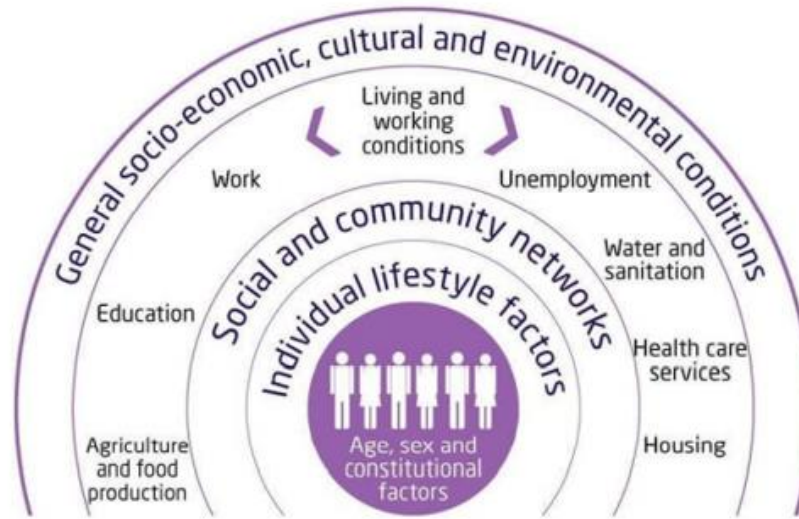 General socio-economic, cultural and environmental conditions
Living and
working
conditions
Work
Unemployment
Social and community networks
Water and
sanitation
Education
Individual lifestyle factors
Health care
services
Agriculture
and food
production
Age, sex and
constitutional
factors
Housing